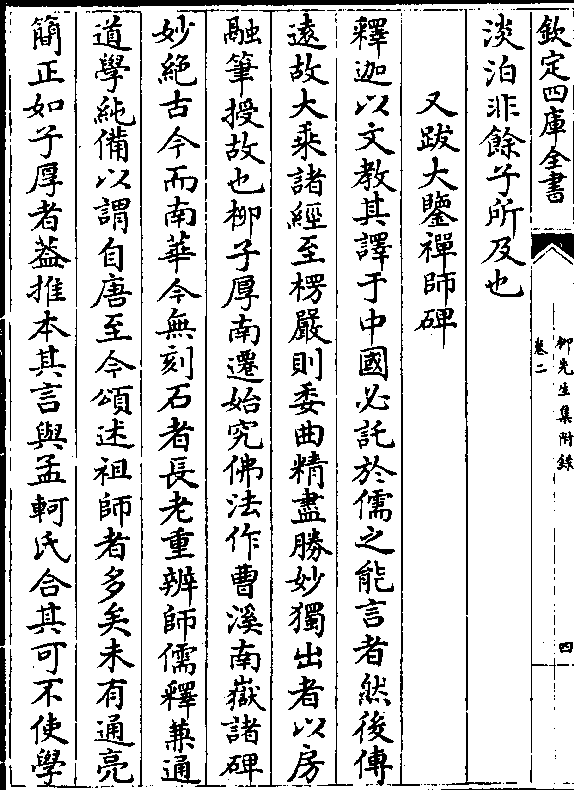 欽定四庫全書
柳先生集附錄
卷二
四
淡泊非餘子所及也
又跋大鑒禪師碑
釋迦以文教其譯于中國必託於儒之能言者然後傳
遠故大乘諸經至楞嚴則委曲精盡勝妙獨出者以房
融筆授故也柳子厚南遷始究佛法作曹溪南嶽諸碑
妙絶古今而南華今無刻石者長老重辨師儒釋兼通
道學純備以謂自唐至今頌述祖師者多矣未有通亮
簡正如子厚者葢推本其言與孟軻氏合其可不使學